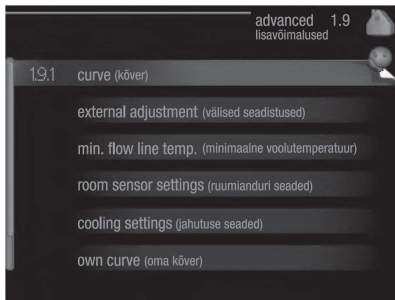 advanced 1.9
lisavõimalused
1.9.1 curve (kõver)
external adjustment (välised seadistused)
min. flow line temp. (minimaalne voolutemperatuur)
room sensor settings (ruumianduri seaded)
cooling settings (jahutuse seaded)
own curve (oma kõver)